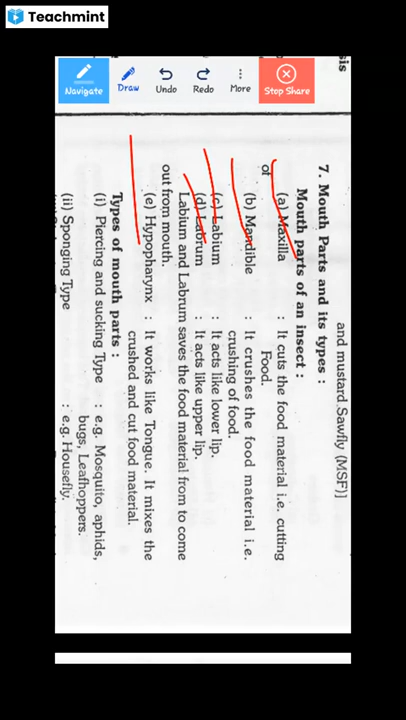 Teachmint
Navigate
Draw
Undo
Redo
More
Stop Share
sis
and mustard Sawfly (MSF)]
7. Mouth Parts and its types :
Mouth parts of an insect :
(a) Maxilla : It cuts the food material i.e. cutting
of Food.
(b) Mandible : It crushes the food material i.e.
crushing of food.
(c) Labium : It acts like lower lip.
(d) Labrum : It acts like upper lip.
Labium and Labrum saves the food material from to come
out from mouth.
(e) Hypopharynx : It works like Tongue. It mixes the
crushed and cut food material.
Types of mouth parts :
(i) Piercing and sucking Type : e.g. Mosquito, aphids,
bugs, Leafhoppers.
(ii) Sponging Type : e.g. Housefly.